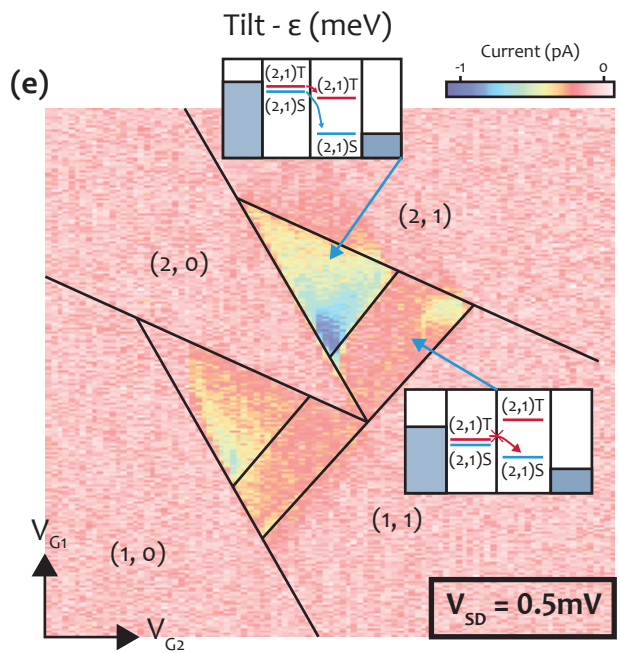 Tilt - ε (meV)
(e)
Current (pA)
-1 0
(2,1)T
(2,1)S
(2,1)T
(2,1)S
(2, 1)
(2, 0)
(2,1)T
(2,1)T
(2,1)S
(2,1)S
(1, 1)
(1, 0)
V_G1
V_G2
V_SD = 0.5mV